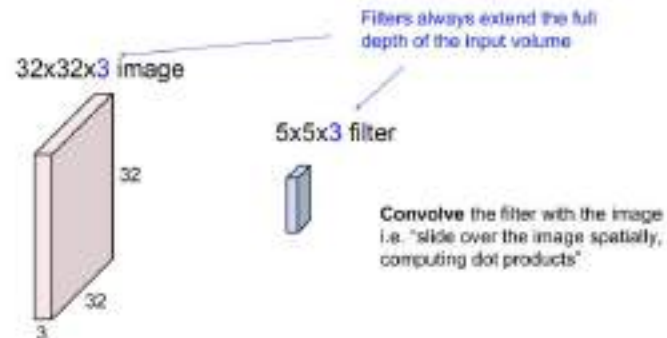 Filters always extend the full
depth of the input volume
32x32x3 image
5x5x3 filter
32
Convolve the filter with the image
i.e. "slide over the image spatially,
computing dot products"
32
3